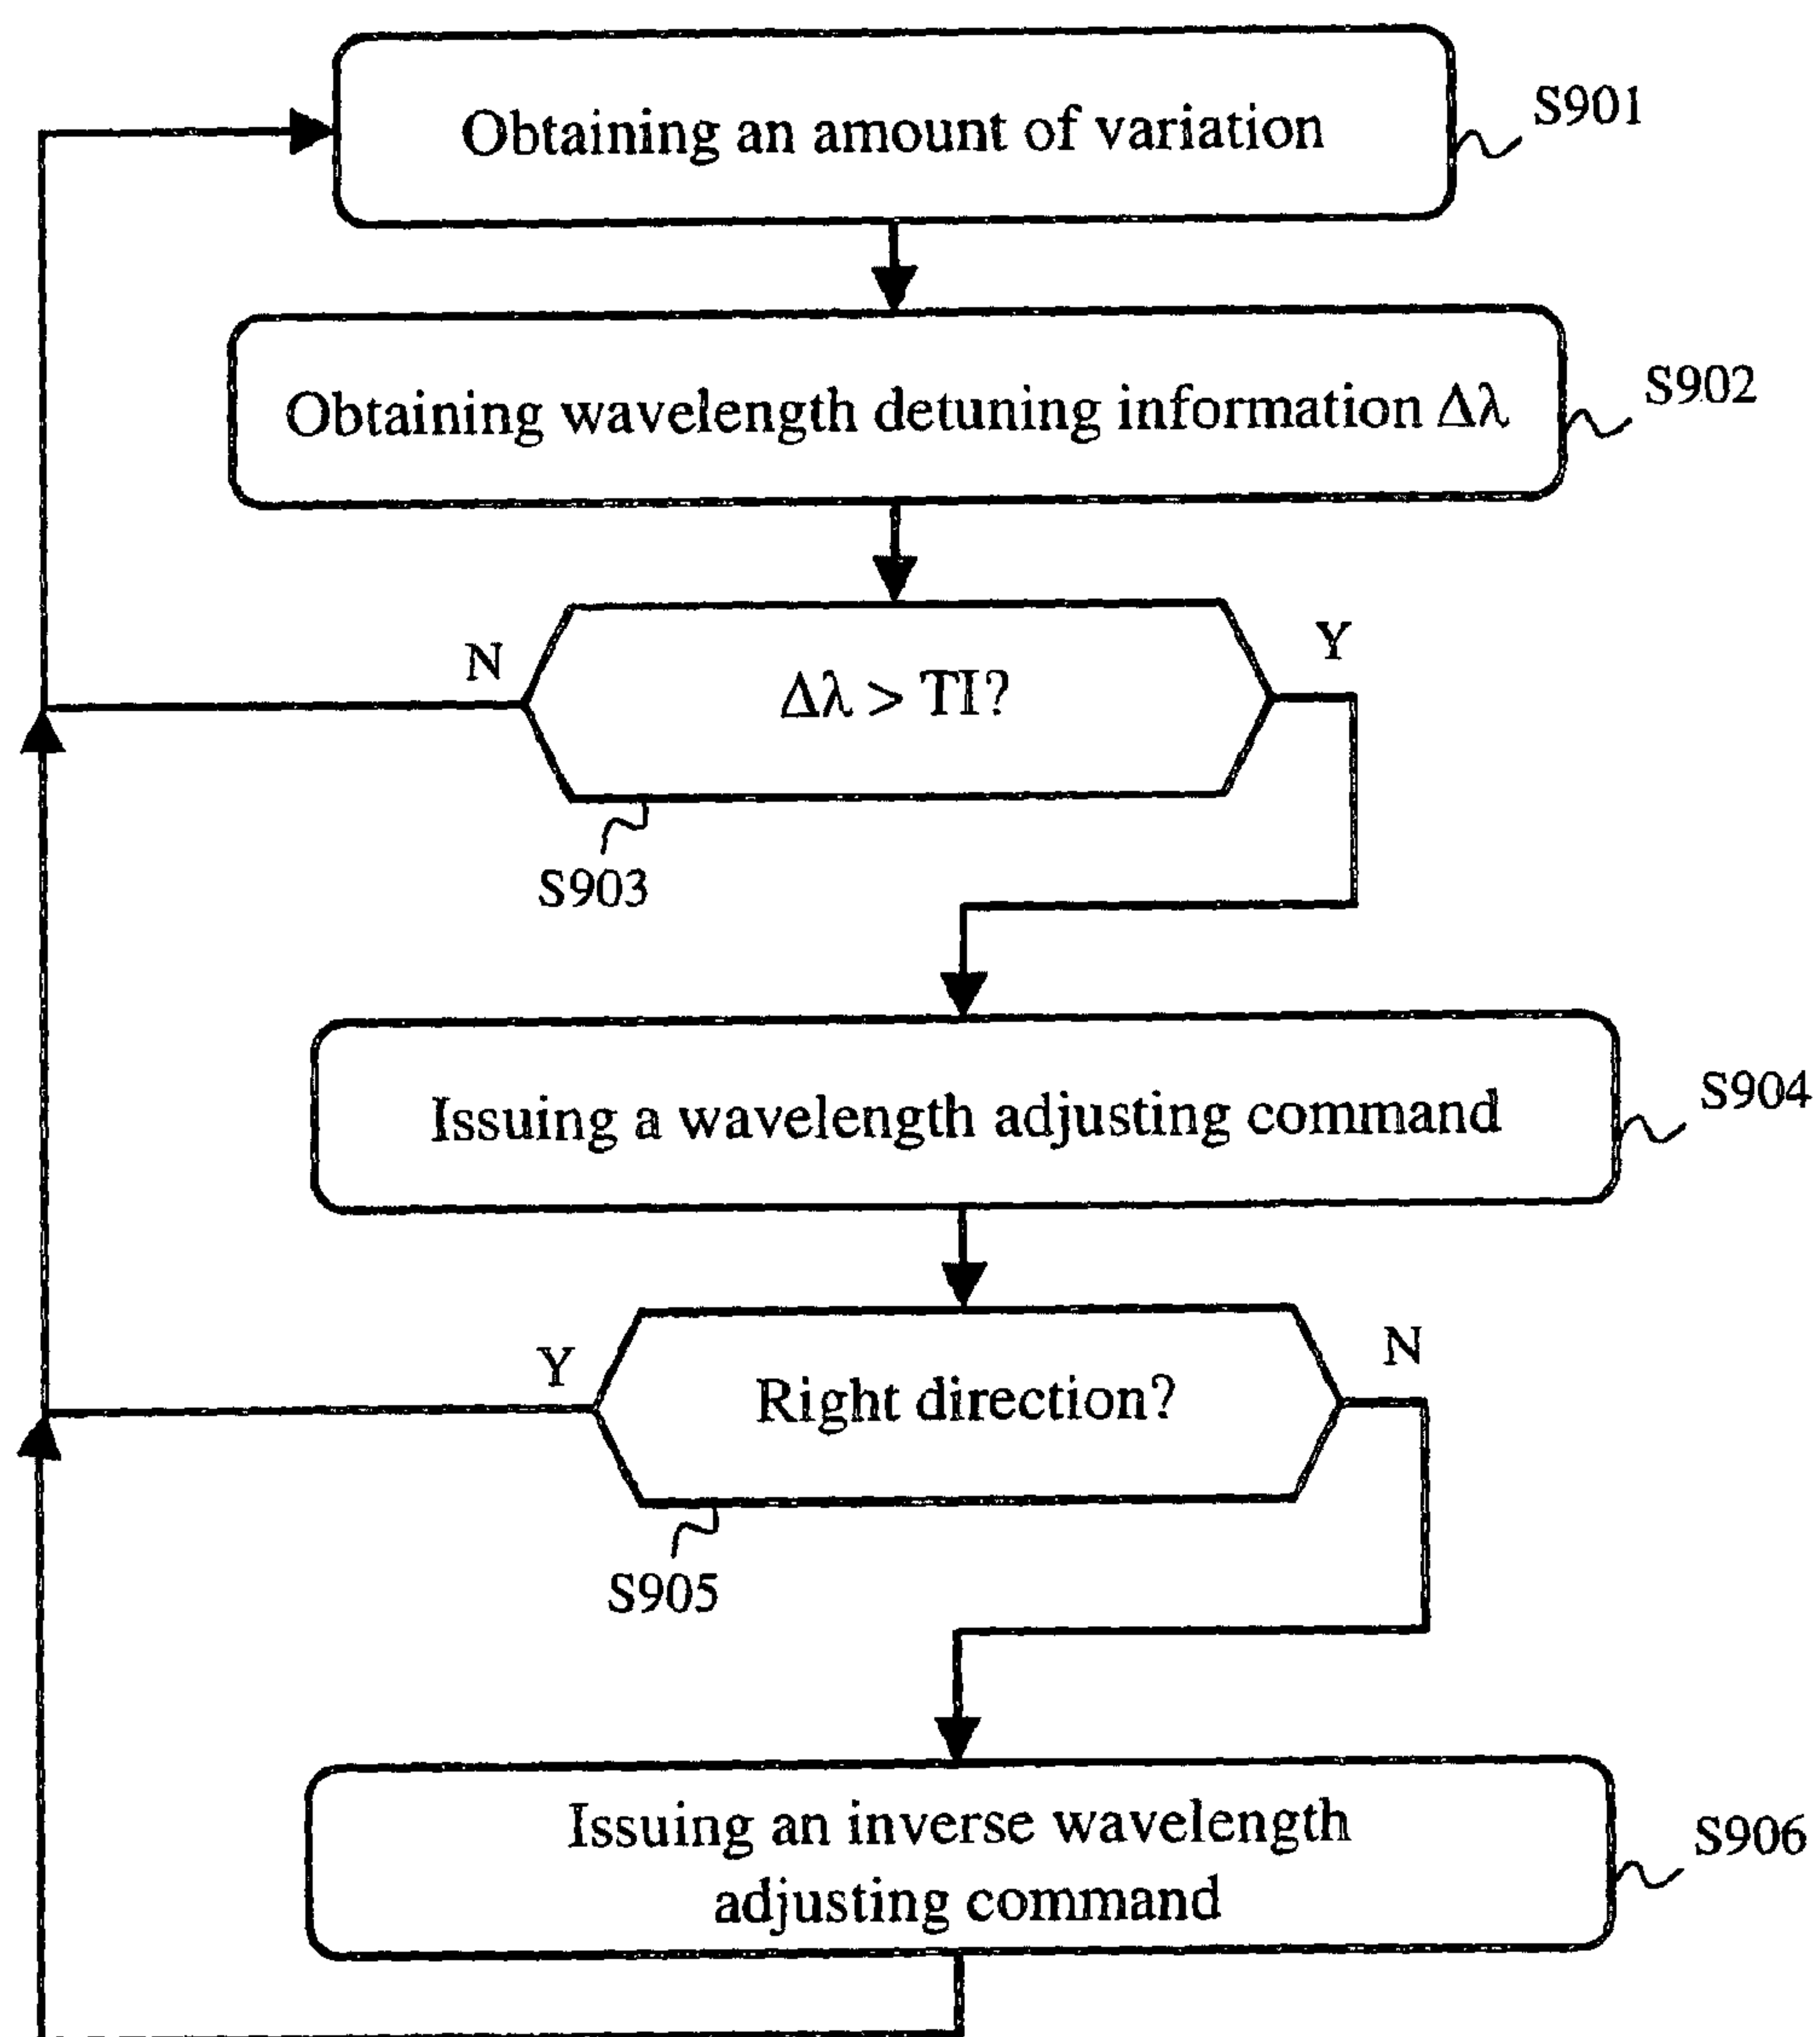 Obtaining an amount of variation
S901
Obtaining wavelength detuning information Δλ
S902
N
Y
Δλ > TI?
S903
Issuing a wavelength adjusting command
S904
Y
N
Right direction?
S905
Issuing an inverse wavelength
adjusting command
S906